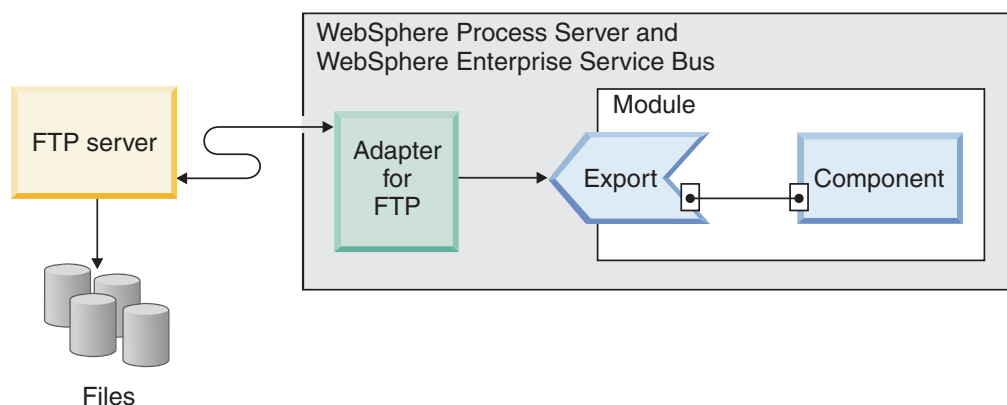 WebSphere Process Server and
WebSphere Enterprise Service Bus
Module
FTP server
Adapter
for
FTP
Export
Component
Files